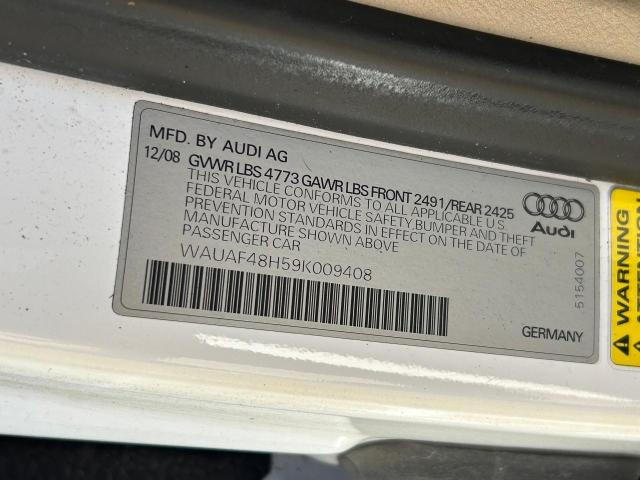 MFD. BY AUDI AG
12/08 GVWR LBS 4773 GAWR LBS FRONT 2491/REAR 2425
THIS VEHICLE CONFORMS TO ALL APPLICABLE U.S.
FEDERAL MOTOR VEHICLE SAFETY, BUMPER AND THEFT
PREVENTION STANDARDS IN EFFECT ON THE DATE OF
MANUFACTURE SHOWN ABOVE
PASSENGER CAR
WAUAF48H59K009408
Audi
5154007
GERMANY
WARNING
ATTENTION